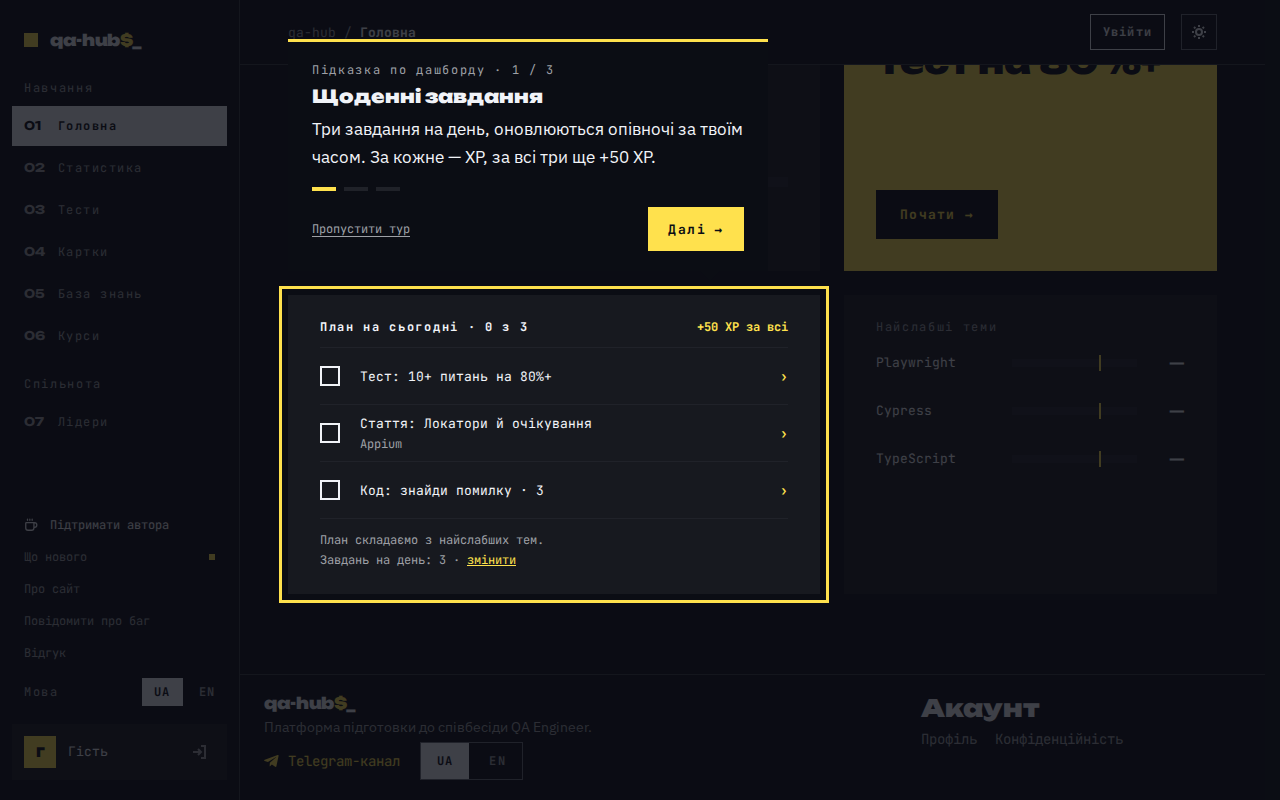 qa-hub$_
Навчання
01 Головна
02 Статистика
03 Тести
04 Картки
05 База знань
06 Курси
Спільнота
07 Лідери
Підтримати автора
Що нового
Про сайт
Повідомити про баг
Відгук
Мова
UA
EN
Г
Гість
qa-hub / Головна
Увійти
Підказка по дашборду · 1 / 3
Щоденні завдання
Три завдання на день, оновлюються опівночі за твоїм
часом. За кожне — XP, за всі три ще +50 XP.
Пропустити тур
Далі →
Почати →
План на сьогодні · 0 з 3
+50 XP за всі
Тест: 10+ питань на 80%+ ›
Стаття: Локатори й очікування ›
Appium
Код: знайди помилку · 3 ›
План складаємо з найслабших тем.
Завдань на день: 3 · змінити
Найслабші теми
Playwright —
Cypress —
TypeScript —
qa-hub$_
Платформа підготовки до співбесіди QA Engineer.
Telegram-канал
UA
EN
Акаунт
Профіль Конфіденційність